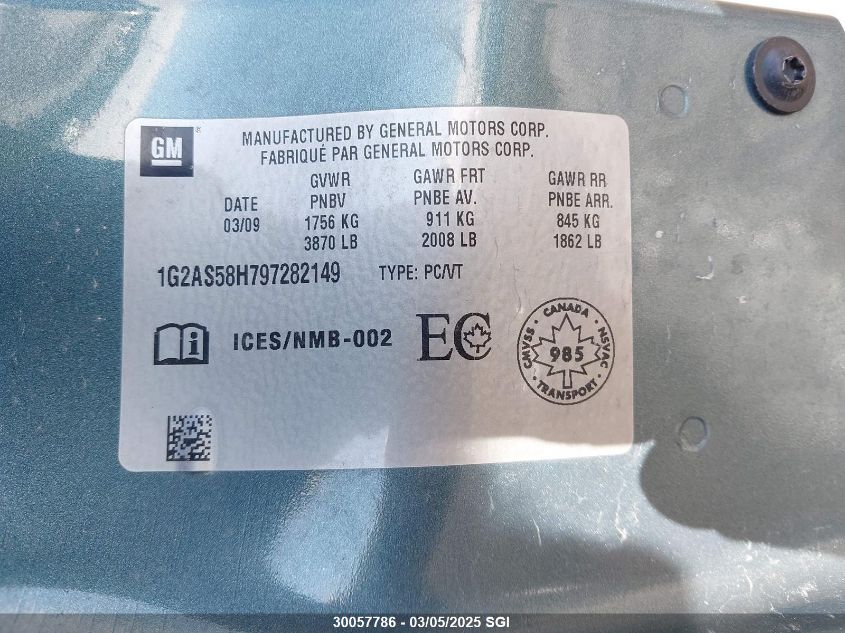 GM
MANUFACTURED BY GENERAL MOTORS CORP.
FABRIQUÉ PAR GENERAL MOTORS CORP.
GVWR GAWR FRT GAWR RR
DATE PNBV PNBE AV. PNBE ARR.
03/09 1756 KG 911 KG 845 KG
3870 LB 2008 LB 1862 LB
1G2AS58H797282149 TYPE: PC/VT
i ICES/NMB-002 EC
CANADA
CMVSS 985 NSVAC
TRANSPORT
30057786 - 03/05/2025 SGI